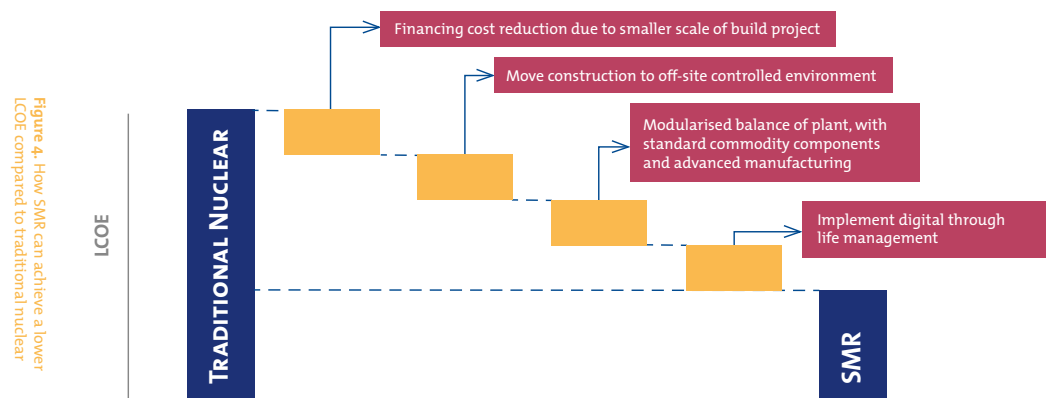 Figure 4. How SMR can achieve a lower
LCOE compared to traditional nuclear
LCOE
TRADITIONAL NUCLEAR
Financing cost reduction due to smaller scale of build project
Move construction to off-site controlled environment
Modularised balance of plant, with
standard commodity components
and advanced manufacturing
Implement digital through
life management
SMR